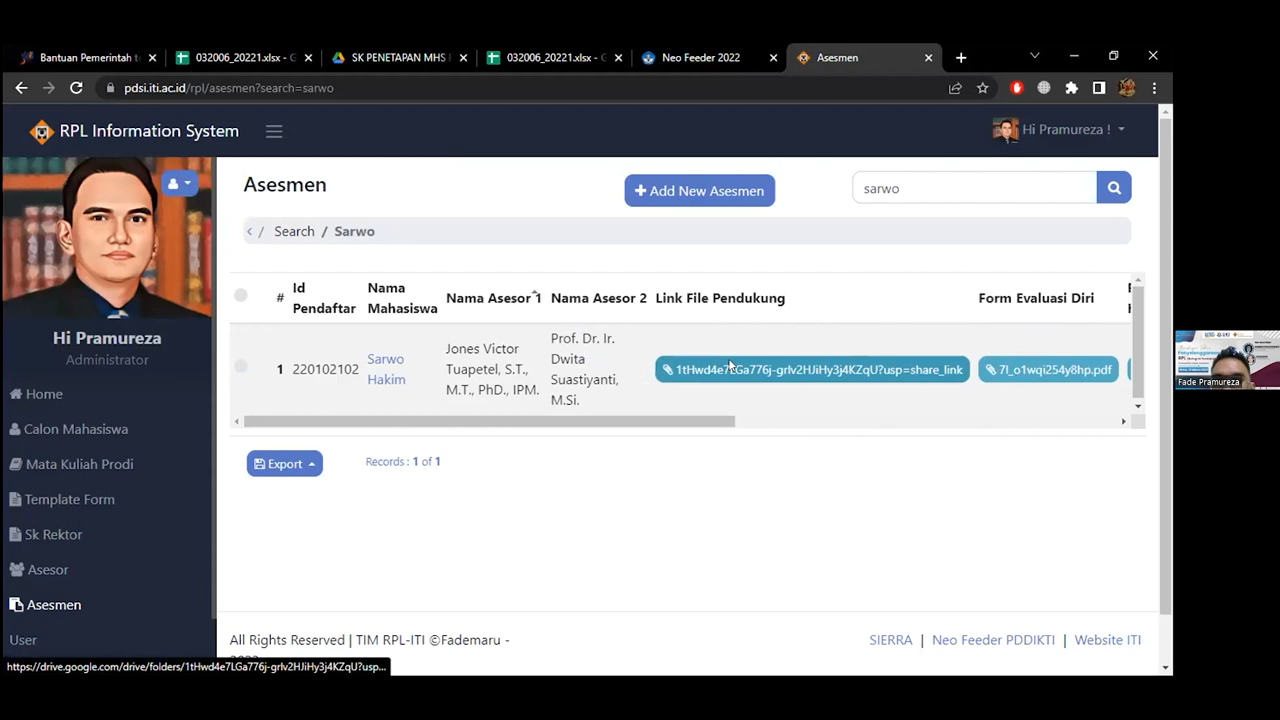 Bantuan Pemerintah t
032006_20221.xlsx - G
SK PENETAPAN MHS
032006_20221.xlsx - G
Neo Feeder 2022
Asesmen
pdsi.iti.ac.id/rpl/asesmen?search=sarwo
RPL Information System
Hi Pramureza !
Hi Pramureza
Administrator
Home
Calon Mahasiswa
Mata Kuliah Prodi
Template Form
Sk Rektor
Asesor
Asesmen
User
Asesmen
+ Add New Asesmen
sarwo
< / Search / Sarwo
# Id Pendaftar Nama Mahasiswa Nama Asesor 1 Nama Asesor 2 Link File Pendukung Form Evaluasi Diri
1 220102102 Sarwo Hakim Jones Victor Tuapetel, S.T., M.T., PhD., IPM. Prof. Dr. Ir. Dwita Suastiyanti, M.Si. 1tHwd4e7LGa776j-grlv2HJiHy3j4KZqU?usp=share_link 7l_o1wqi254y8hp.pdf
Export
Records : 1 of 1
All Rights Reserved | TIM RPL-ITI ©Fademaru -
SIERRA | Neo Feeder PDDIKTI | Website ITI
https://drive.google.com/drive/folders/1tHwd4e7LGa776j-grlv2HJiHy3j4KZqU?usp...
Fade Pramureza